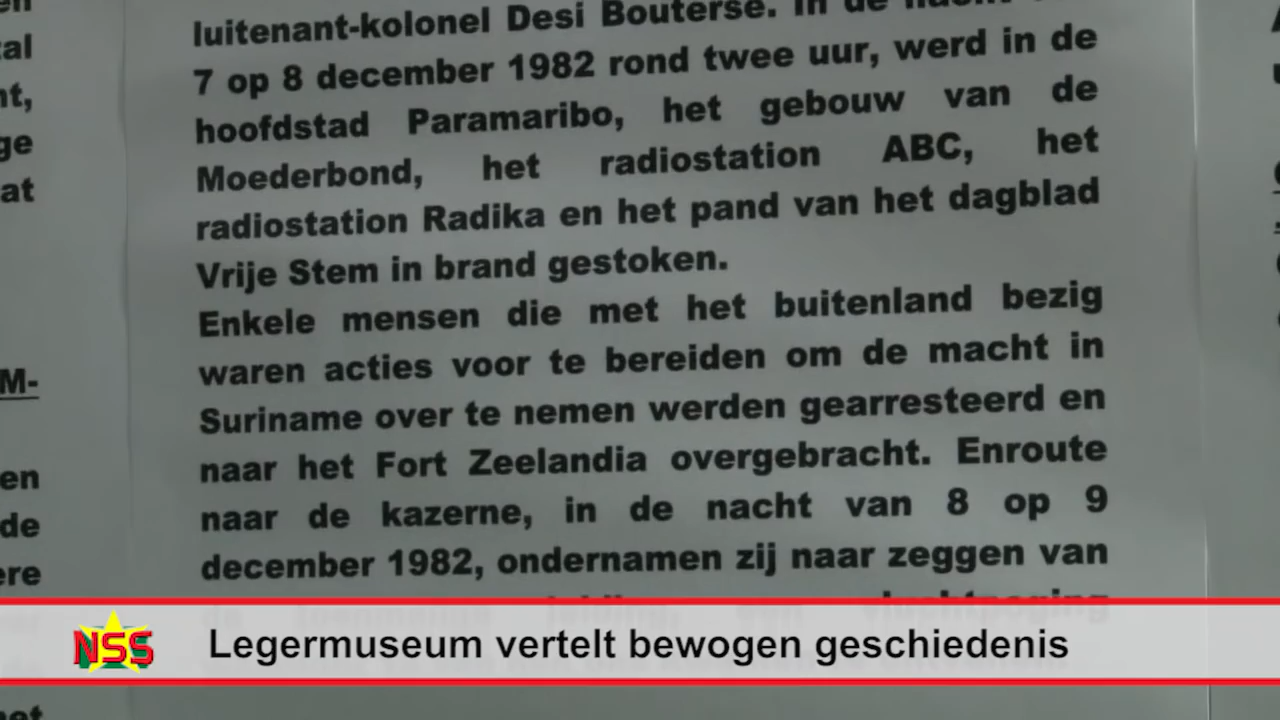 luitenant-kolonel Desi Bouterse. In de
7 op 8 december 1982 rond twee uur, werd in de
hoofdstad Paramaribo, het gebouw van de
Moederbond, het radiostation ABC, het
radiostation Radika en het pand van het dagblad
Vrije Stem in brand gestoken.
Enkele mensen die met het buitenland bezig
waren acties voor te bereiden om de macht in
Suriname over te nemen werden gearresteerd en
naar het Fort Zeelandia overgebracht. Enroute
naar de kazerne, in de nacht van 8 op 9
december 1982, ondernamen zij naar zeggen van
NSS Legermuseum vertelt bewogen geschiedenis